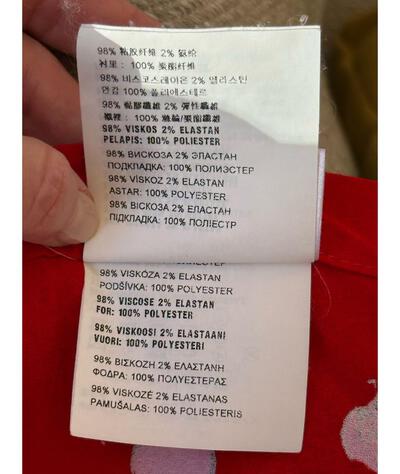 98% 粘胶纤维 2% 氨纶
衬里: 100% 聚酯纤维
98% 비스코스레이온 2% 엘라스틴
안감 100% 폴리에스테르
98% 黏膠纖維 2% 彈性纖維
襯裡: 100% 滌綸/聚酯纖維
98% VISKOS 2% ELASTAN
PELAPIS: 100% POLIESTER
98% ВИСКОЗА 2% ЭЛАСТАН
ПОДКЛАДКА: 100% ПОЛИЭСТЕР
98% VİSKOZ 2% ELASTAN
ASTAR: 100% POLYESTER
98% ВІСКОЗА 2% ЕЛАСТАН
ПІДКЛАДКА: 100% ПОЛІЕСТР
98% VISKÓZA 2% ELASTAN
PODŠÍVKA: 100% POLYESTER
98% VISCOSE 2% ELASTAN
FOR: 100% POLYESTER
98% VISKOOSI 2% ELASTAANI
VUORI: 100% POLYESTERI
98% ΒΙΣΚΟΖΗ 2% ΕΛΑΣΤΑΝΗ
ΦΟΔΡΑ: 100% ΠΟΛΥΕΣΤΕΡΑΣ
98% VISKOZĖ 2% ELASTANAS
PAMUŠALAS: 100% POLIESTERIS